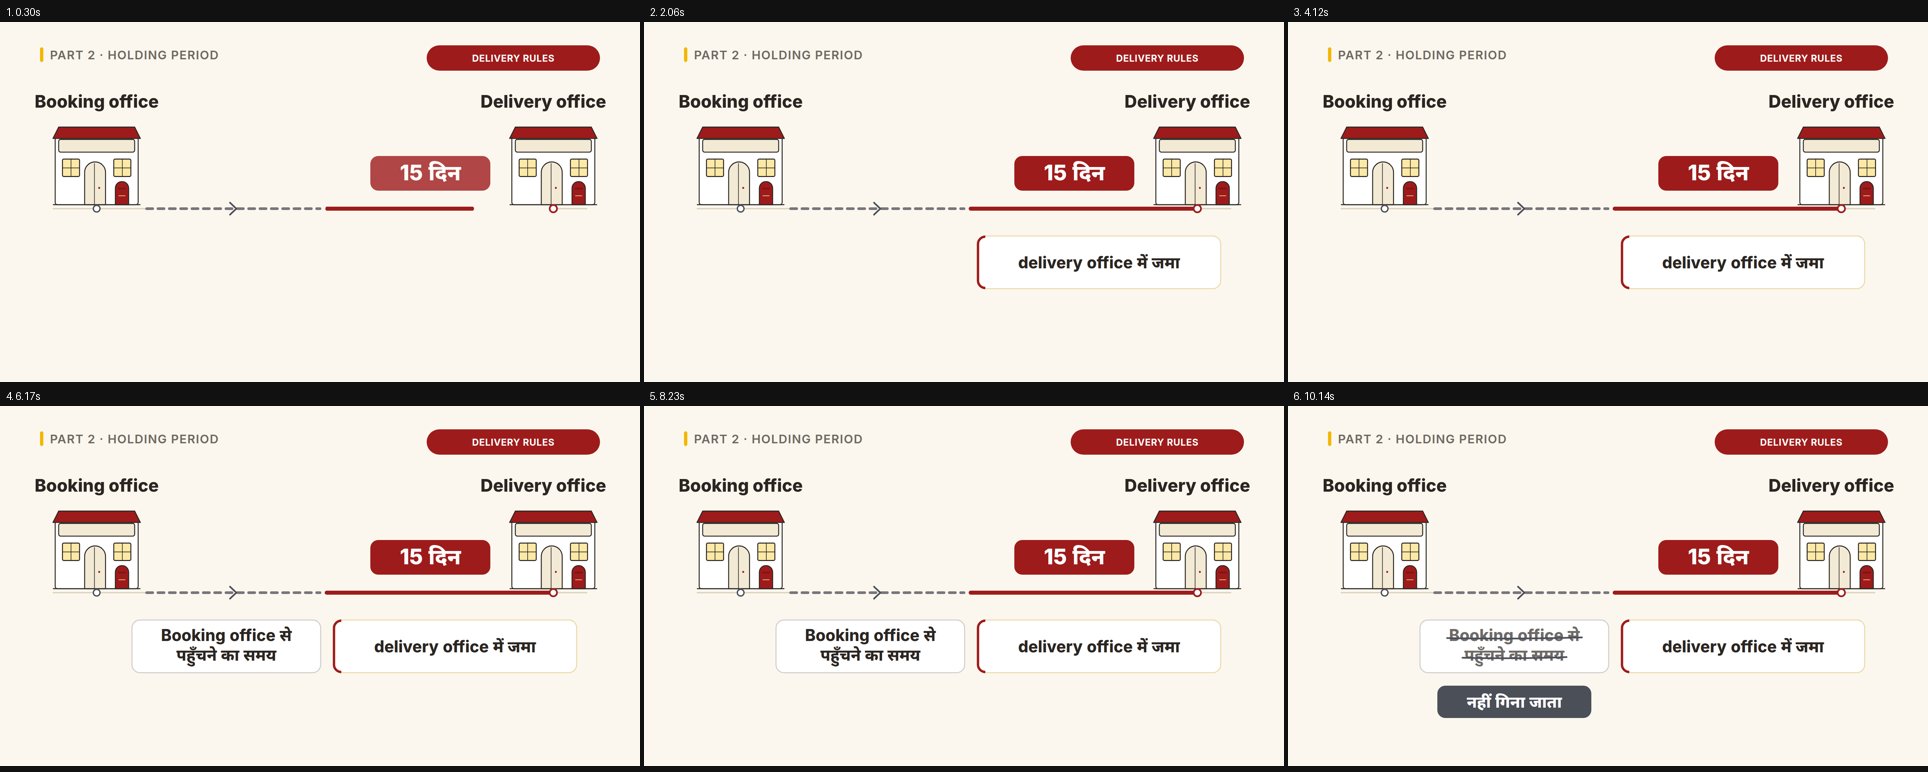 1. 0.30s
PART 2 · HOLDING PERIOD
DELIVERY RULES
Booking office
Delivery office
15 दिन
2. 2.06s
PART 2 · HOLDING PERIOD
DELIVERY RULES
Booking office
Delivery office
15 दिन
delivery office में जमा
3. 4.12s
PART 2 · HOLDING PERIOD
DELIVERY RULES
Booking office
Delivery office
15 दिन
delivery office में जमा
4. 6.17s
PART 2 · HOLDING PERIOD
DELIVERY RULES
Booking office
Delivery office
15 दिन
Booking office से
पहुँचने का समय
delivery office में जमा
5. 8.23s
PART 2 · HOLDING PERIOD
DELIVERY RULES
Booking office
Delivery office
15 दिन
Booking office से
पहुँचने का समय
delivery office में जमा
6. 10.14s
PART 2 · HOLDING PERIOD
DELIVERY RULES
Booking office
Delivery office
15 दिन
Booking office से
पहुँचने का समय
delivery office में जमा
नहीं गिना जाता